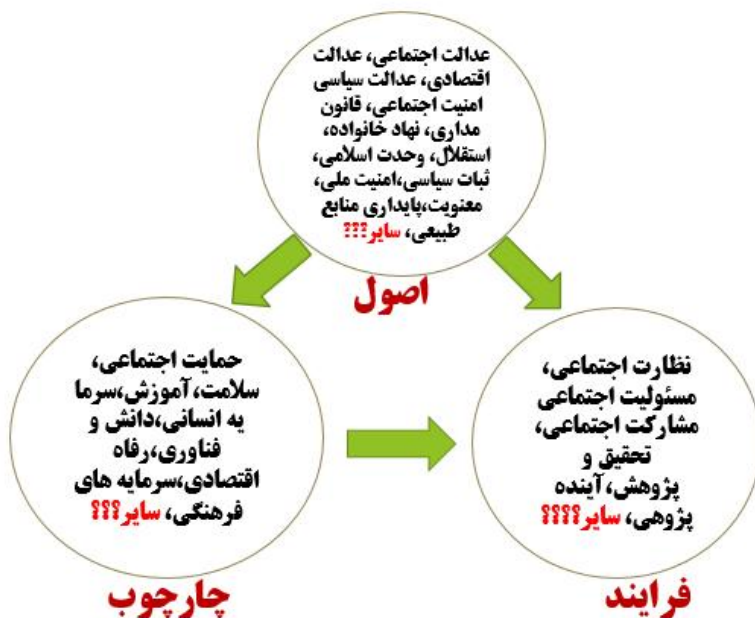 عدالت اجتماعی، عدالت
اقتصادی، عدالت سیاسی
امنیت اجتماعی، قانون
مداری، نهاد خانواده،
استقلال، وحدت اسلامی،
ثبات سیاسی،امنیت ملی،
معنویت،پایداری منابع
طبیعی، سایر؟؟؟
اصول
نظارت اجتماعی،
مسئولیت اجتماعی
مشارکت اجتماعی،
تحقیق و
پژوهش،آینده
پژوهی، سایر؟؟؟؟
فرایند
حمایت اجتماعی،
سلامت،آموزش،سرما
یه انسانی،دانش و
فناوری،رفاه
اقتصادی،سرمایه های
فرهنگی، سایر؟؟؟
چارچوب